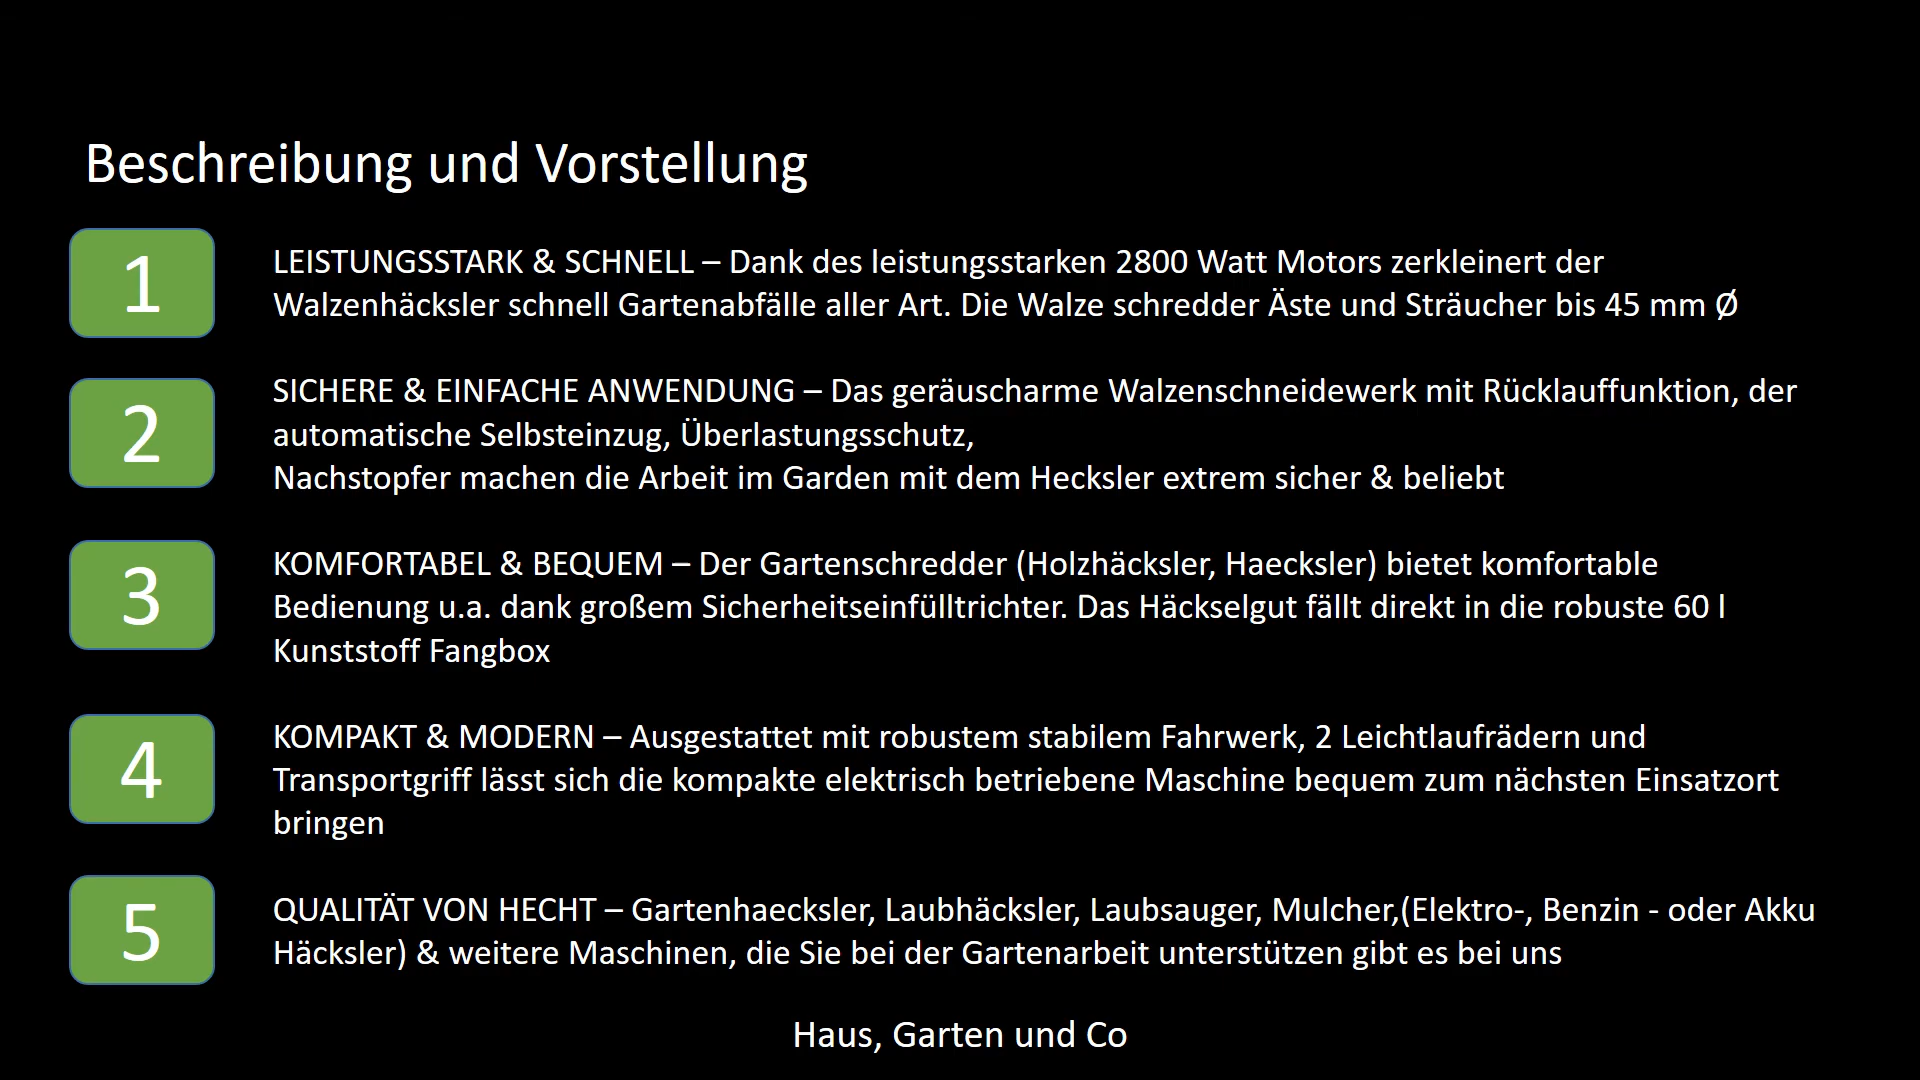 Beschreibung und Vorstellung
1
LEISTUNGSSTARK & SCHNELL – Dank des leistungsstarken 2800 Watt Motors zerkleinert der
Walzenhäcksler schnell Gartenabfälle aller Art. Die Walze schredder Äste und Sträucher bis 45 mm Ø
2
SICHERE & EINFACHE ANWENDUNG – Das geräuscharme Walzenschneidewerk mit Rücklauffunktion, der
automatische Selbsteinzug, Überlastungsschutz,
Nachstopfer machen die Arbeit im Garden mit dem Hecksler extrem sicher & beliebt
3
KOMFORTABEL & BEQUEM – Der Gartenschredder (Holzhäcksler, Haecksler) bietet komfortable
Bedienung u.a. dank großem Sicherheitseinfülltrichter. Das Häckselgut fällt direkt in die robuste 60 l
Kunststoff Fangbox
4
KOMPAKT & MODERN – Ausgestattet mit robustem stabilem Fahrwerk, 2 Leichtlaufrädern und
Transportgriff lässt sich die kompakte elektrisch betriebene Maschine bequem zum nächsten Einsatzort
bringen
5
QUALITÄT VON HECHT – Gartenhaecksler, Laubhäcksler, Laubsauger, Mulcher,(Elektro-, Benzin - oder Akku
Häcksler) & weitere Maschinen, die Sie bei der Gartenarbeit unterstützen gibt es bei uns
Haus, Garten und Co